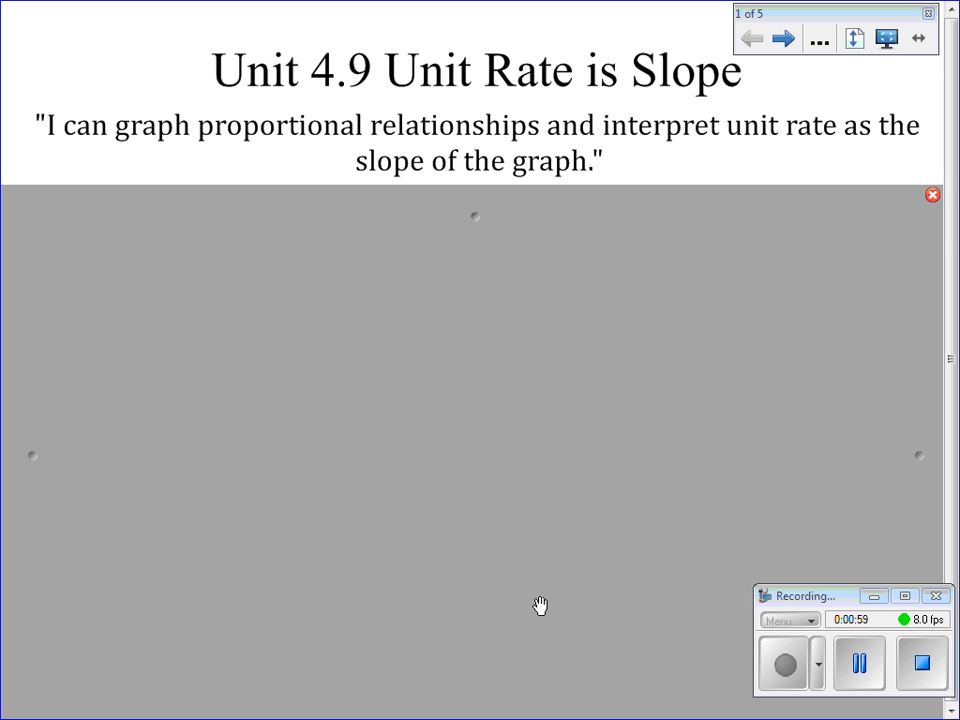 1 of 5
Unit 4.9 Unit Rate is Slope
"I can graph proportional relationships and interpret unit rate as the
slope of the graph."
Recording...
Menu
0:00:59
8.0 fps